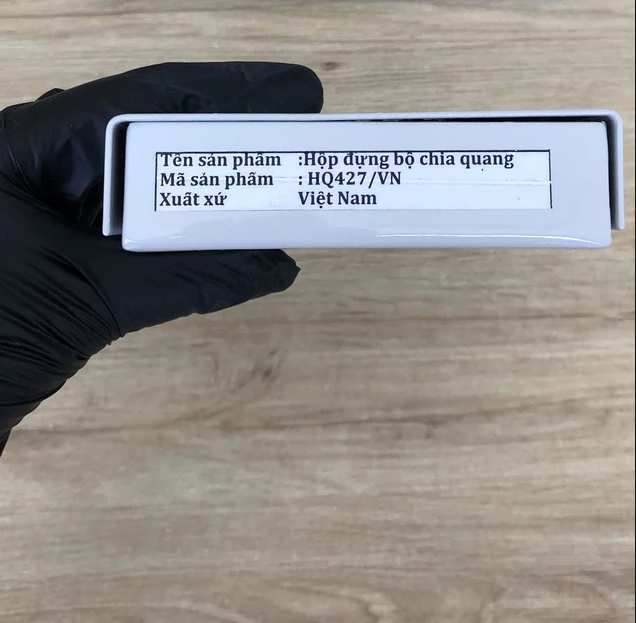 Tên sản phẩm :Hộp đựng bộ chia quang
Mã sản phẩm : HQ427/VN
Xuất xứ Việt Nam